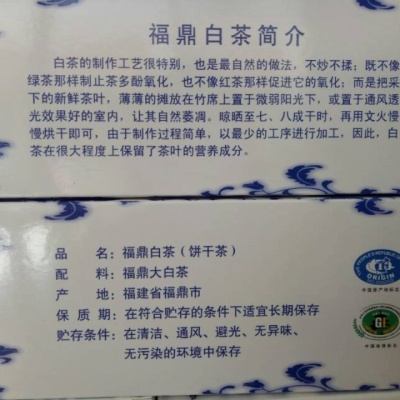 福鼎白茶简介
白茶的制作工艺很特别，也是最自然的做法，不炒不揉；既不像
绿茶那样制止茶多酚氧化，也不像红茶那样促进它的氧化；而是把采
下的新鲜茶叶，薄薄的摊放在竹席上置于微弱阳光下，或置于通风透
光效果好的室内，让其自然萎凋。晾晒至七、八成干时，再用文火慢
慢烘干即可，由于制作过程简单，以最少的工序进行加工，因此，白
茶在很大程度上保留了茶叶的营养成分。
品名：福鼎白茶（饼干茶）
配料：福鼎大白茶
产地：福建省福鼎市
保质期：在符合贮存的条件下适宜长期保存
贮存条件：在清洁、通风、避光、无异味、
无污染的环境中保存
ORIGIN
GI